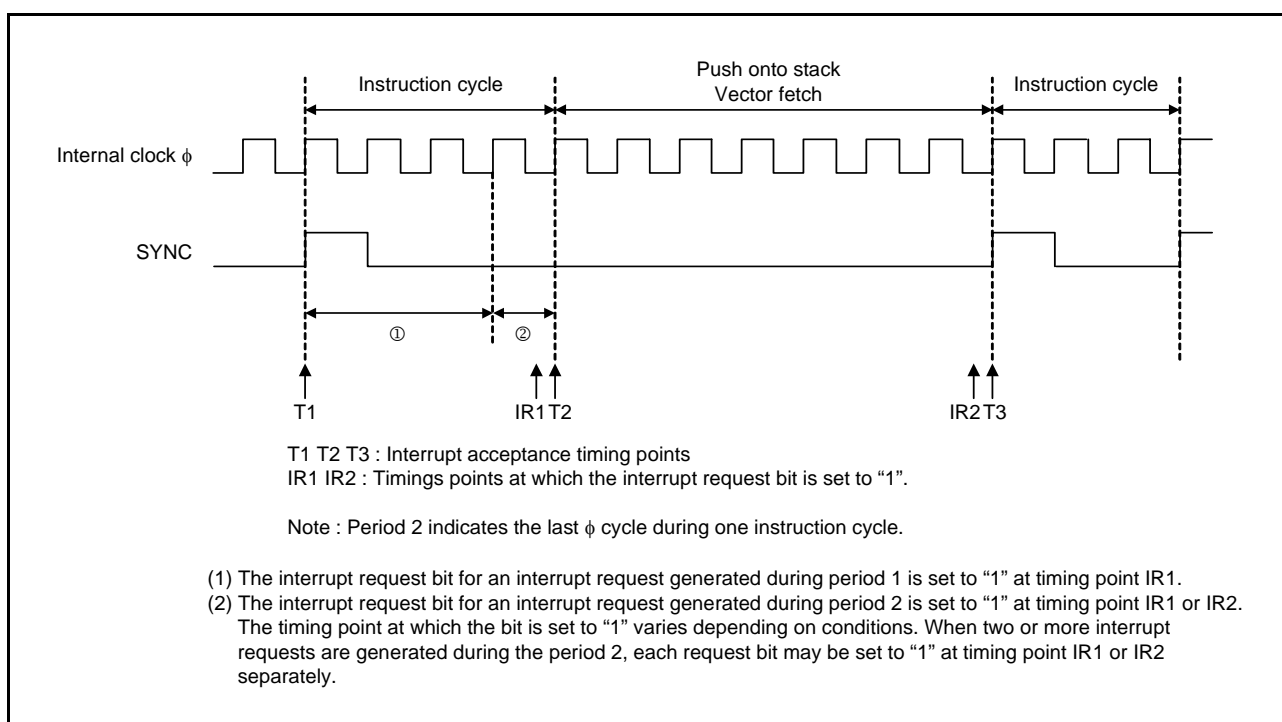 Push onto stack
Instruction cycle
Vector fetch
Instruction cycle
Internal clock ϕ
SYNC
①
②
T1
IR1 T2
IR2 T3
T1 T2 T3 : Interrupt acceptance timing points
IR1 IR2 : Timings points at which the interrupt request bit is set to “1”.
Note : Period 2 indicates the last ϕ cycle during one instruction cycle.
(1) The interrupt request bit for an interrupt request generated during period 1 is set to “1” at timing point IR1.
(2) The interrupt request bit for an interrupt request generated during period 2 is set to “1” at timing point IR1 or IR2.
The timing point at which the bit is set to “1” varies depending on conditions. When two or more interrupt
requests are generated during the period 2, each request bit may be set to “1” at timing point IR1 or IR2
separately.